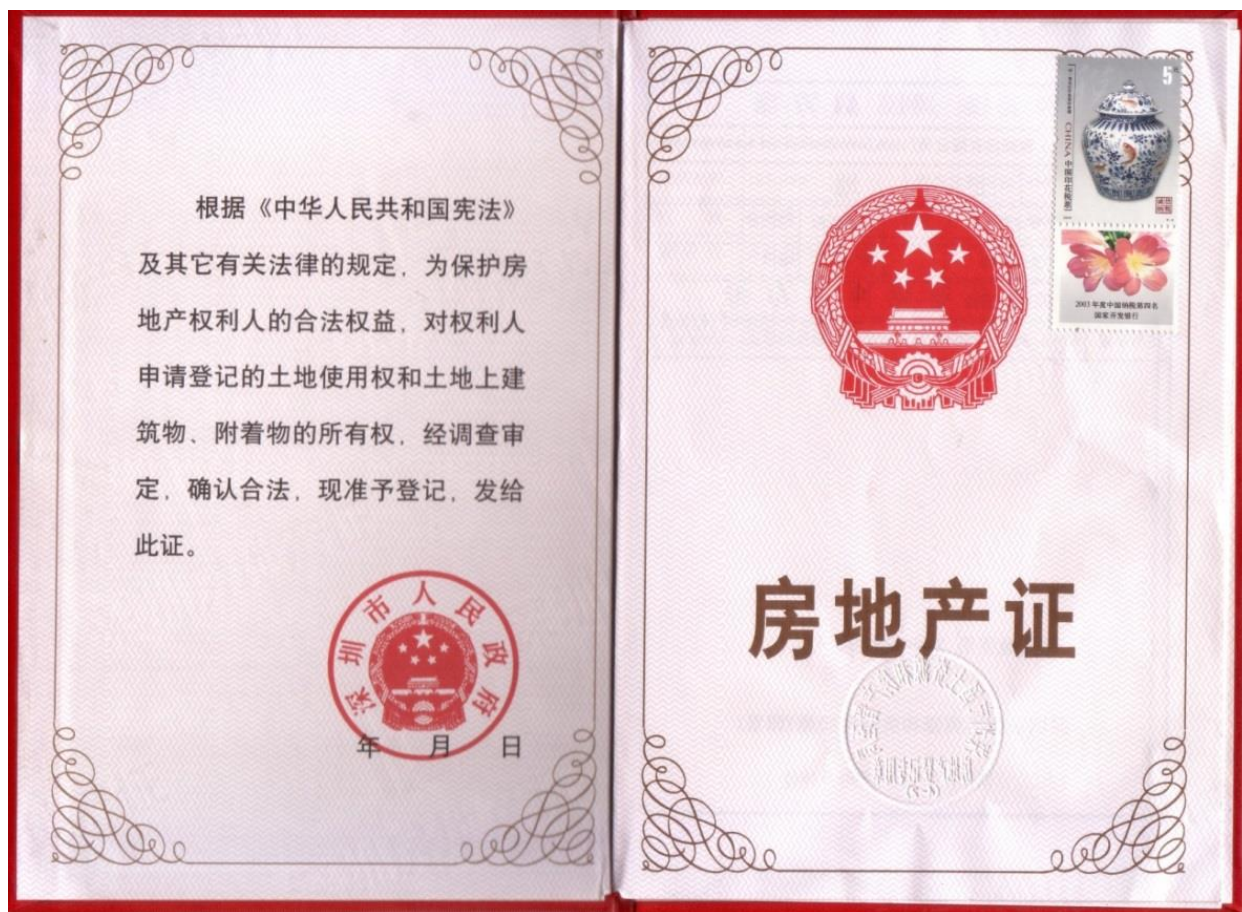 根据《中华人民共和国宪法》
及其它有关法律的规定，为保护房
地产权利人的合法权益，对权利人
申请登记的土地使用权和土地上建
筑物、附着物的所有权，经调查审
定，确认合法，现准予登记，发给
此证。
深圳市人民政府
年 月 日
5
CHINA 中国印花税票
2003年度中国纳税第四名
国家开发银行
房地产证